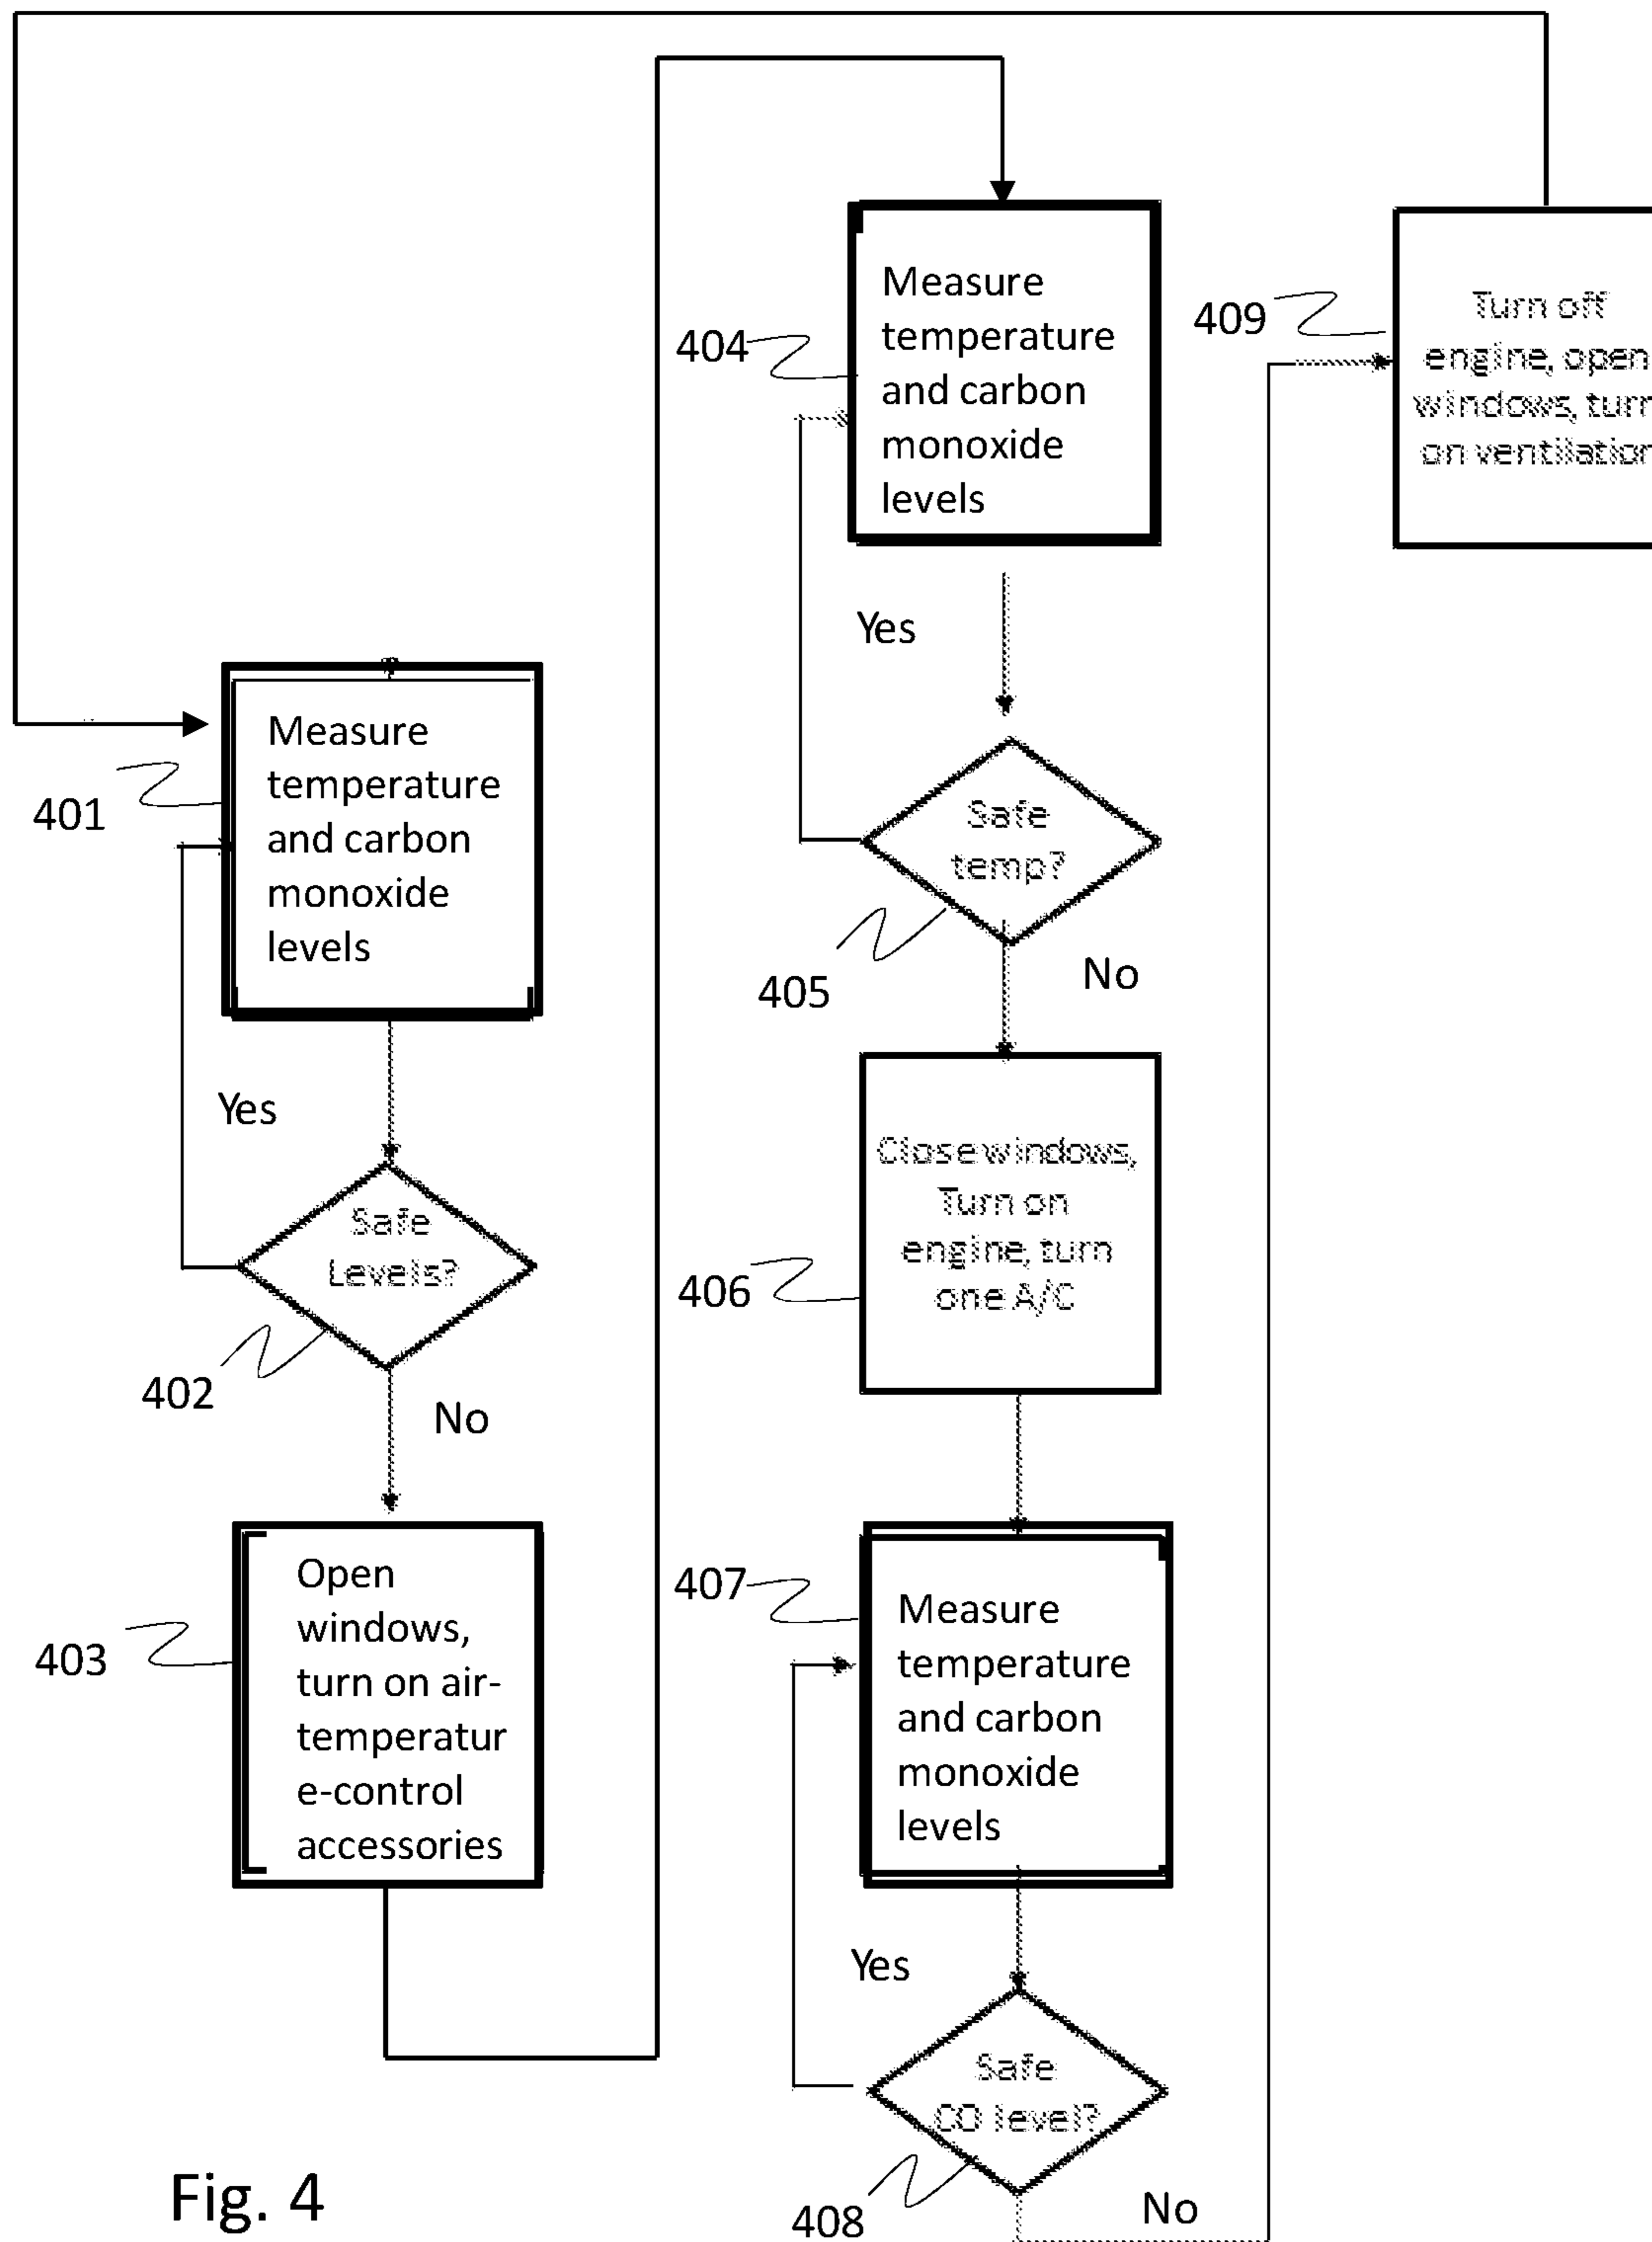 401
Measure
temperature
and carbon
monoxide
levels
Yes
Safe
Levels?
402
No
403
Open
windows,
turn on air-
temperatur
e-control
accessories
404
Measure
temperature
and carbon
monoxide
levels
Yes
Safe
temp?
405
No
406
Close windows,
Turn on
engine, turn
one A/C
407
Measure
temperature
and carbon
monoxide
levels
Yes
Safe
CO level?
408
No
409
Turn off
engine, open
windows, turn
on ventilation
Fig. 4